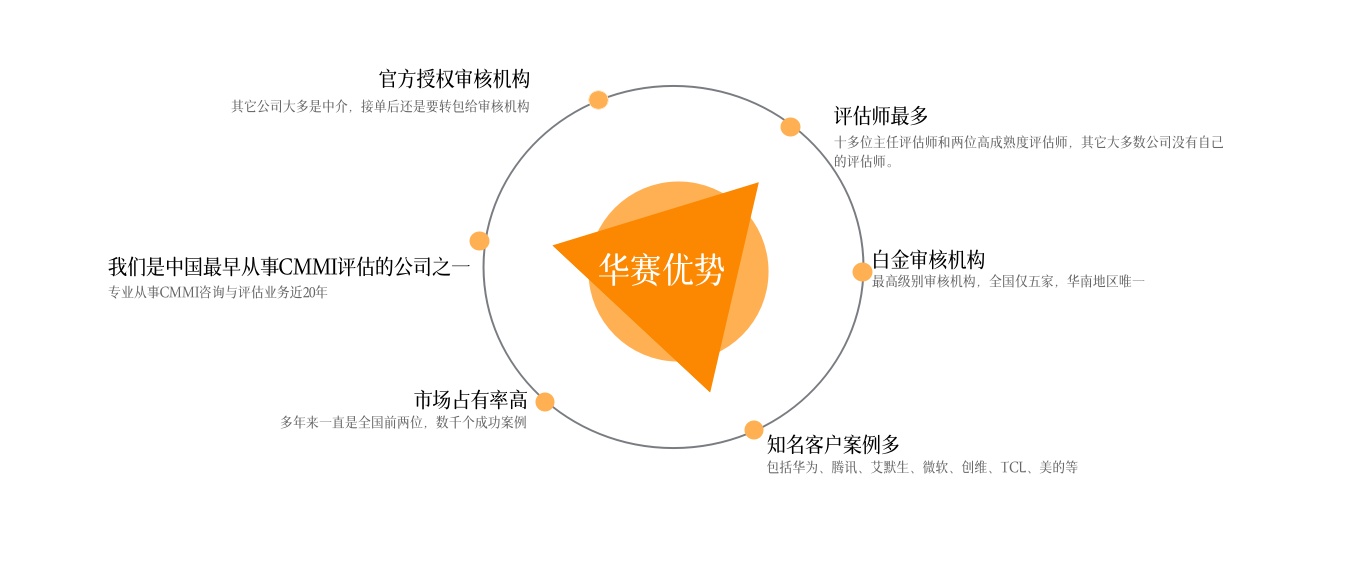 官方授权审核机构
其它公司大多是中介，接单后还是要转包给审核机构
评估师最多
十多位主任评估师和两位高成熟度评估师，其它大多数公司没有自己
的评估师。
我们是中国最早从事CMMI评估的公司之一
专业从事CMMI咨询与评估业务近20年
华赛优势
白金审核机构
最高级别审核机构，全国仅五家，华南地区唯一
市场占有率高
多年来一直是全国前两位，数千个成功案例
知名客户案例多
包括华为、腾讯、艾默生、微软、创维、TCL、美的等